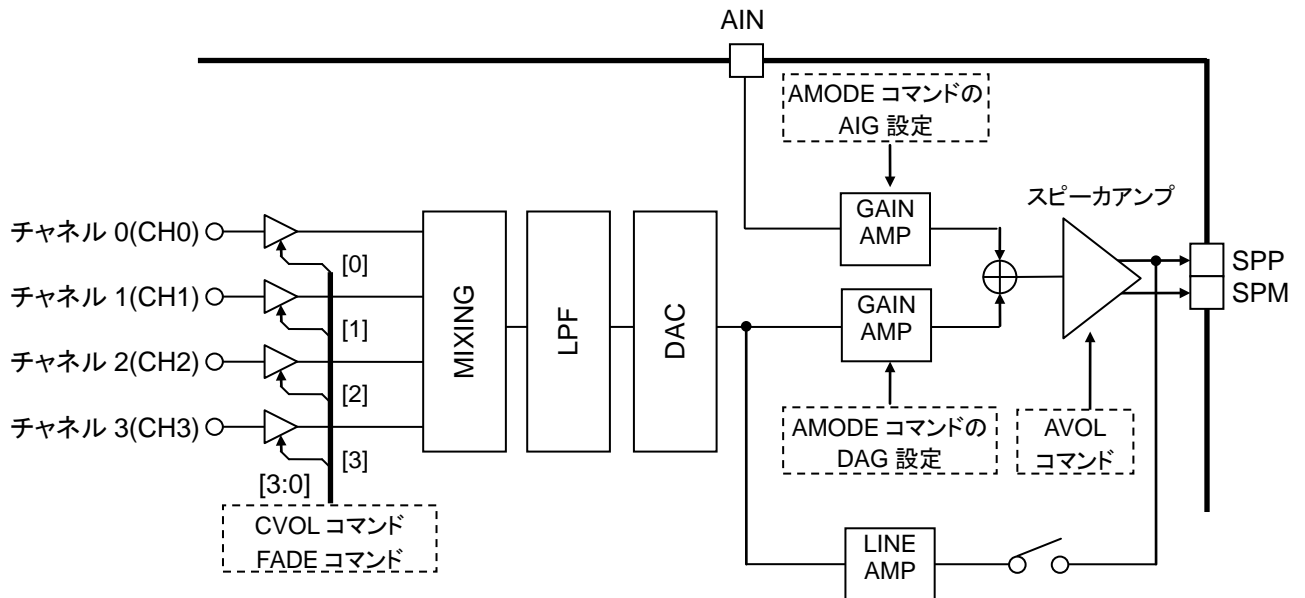 AIN
AMODE コマンドの
AIG 設定
スピーカアンプ
チャネル 0(CH0)
[0]
チャネル 1(CH1)
[1]
チャネル 2(CH2)
[2]
チャネル 3(CH3)
[3]
[3:0]
CVOL コマンド
FADE コマンド
MIXING
LPF
DAC
GAIN
AMP
GAIN
AMP
SPP
SPM
AMODE コマンドの
DAG 設定
AVOL
コマンド
LINE
AMP